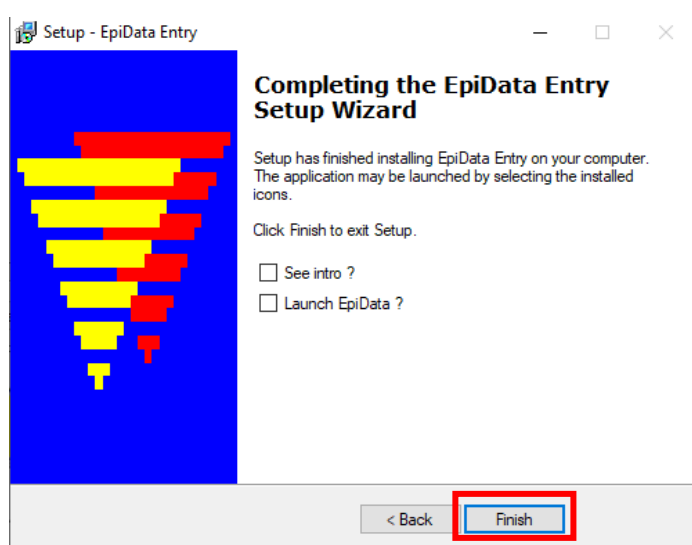 Setup - EpiData Entry
Completing the EpiData Entry
Setup Wizard
Setup has finished installing EpiData Entry on your computer.
The application may be launched by selecting the installed
icons.
Click Finish to exit Setup.
See intro ?
Launch EpiData ?
< Back
Finish